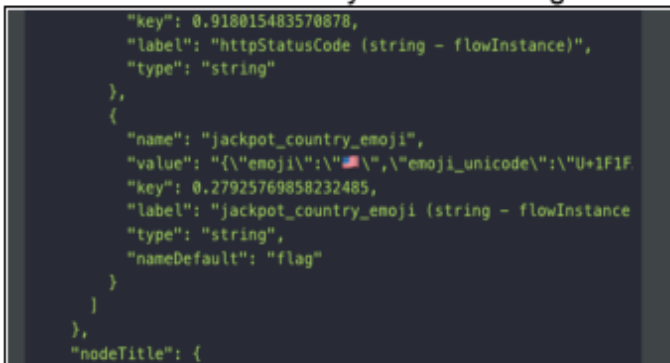 "key": 0.918015483570878,
"label": "httpStatusCode (string – flowInstance)",
"type": "string"
},
{
"name": "jackpot_country_emoji",
"value": "{\"emoji\":\"🇺🇸\",\"emoji_unicode\":\"U+1F1F
"key": 0.27925769858232485,
"label": "jackpot_country_emoji (string – flowInstance
"type": "string",
"nameDefault": "flag"
}
]
},
"nodeTitle": {